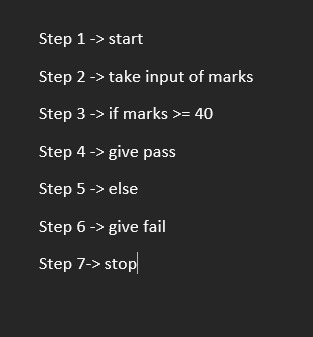 Step 1 -> start
Step 2 -> take input of marks
Step 3 -> if marks >= 40
Step 4 -> give pass
Step 5 -> else
Step 6 -> give fail
Step 7-> stop